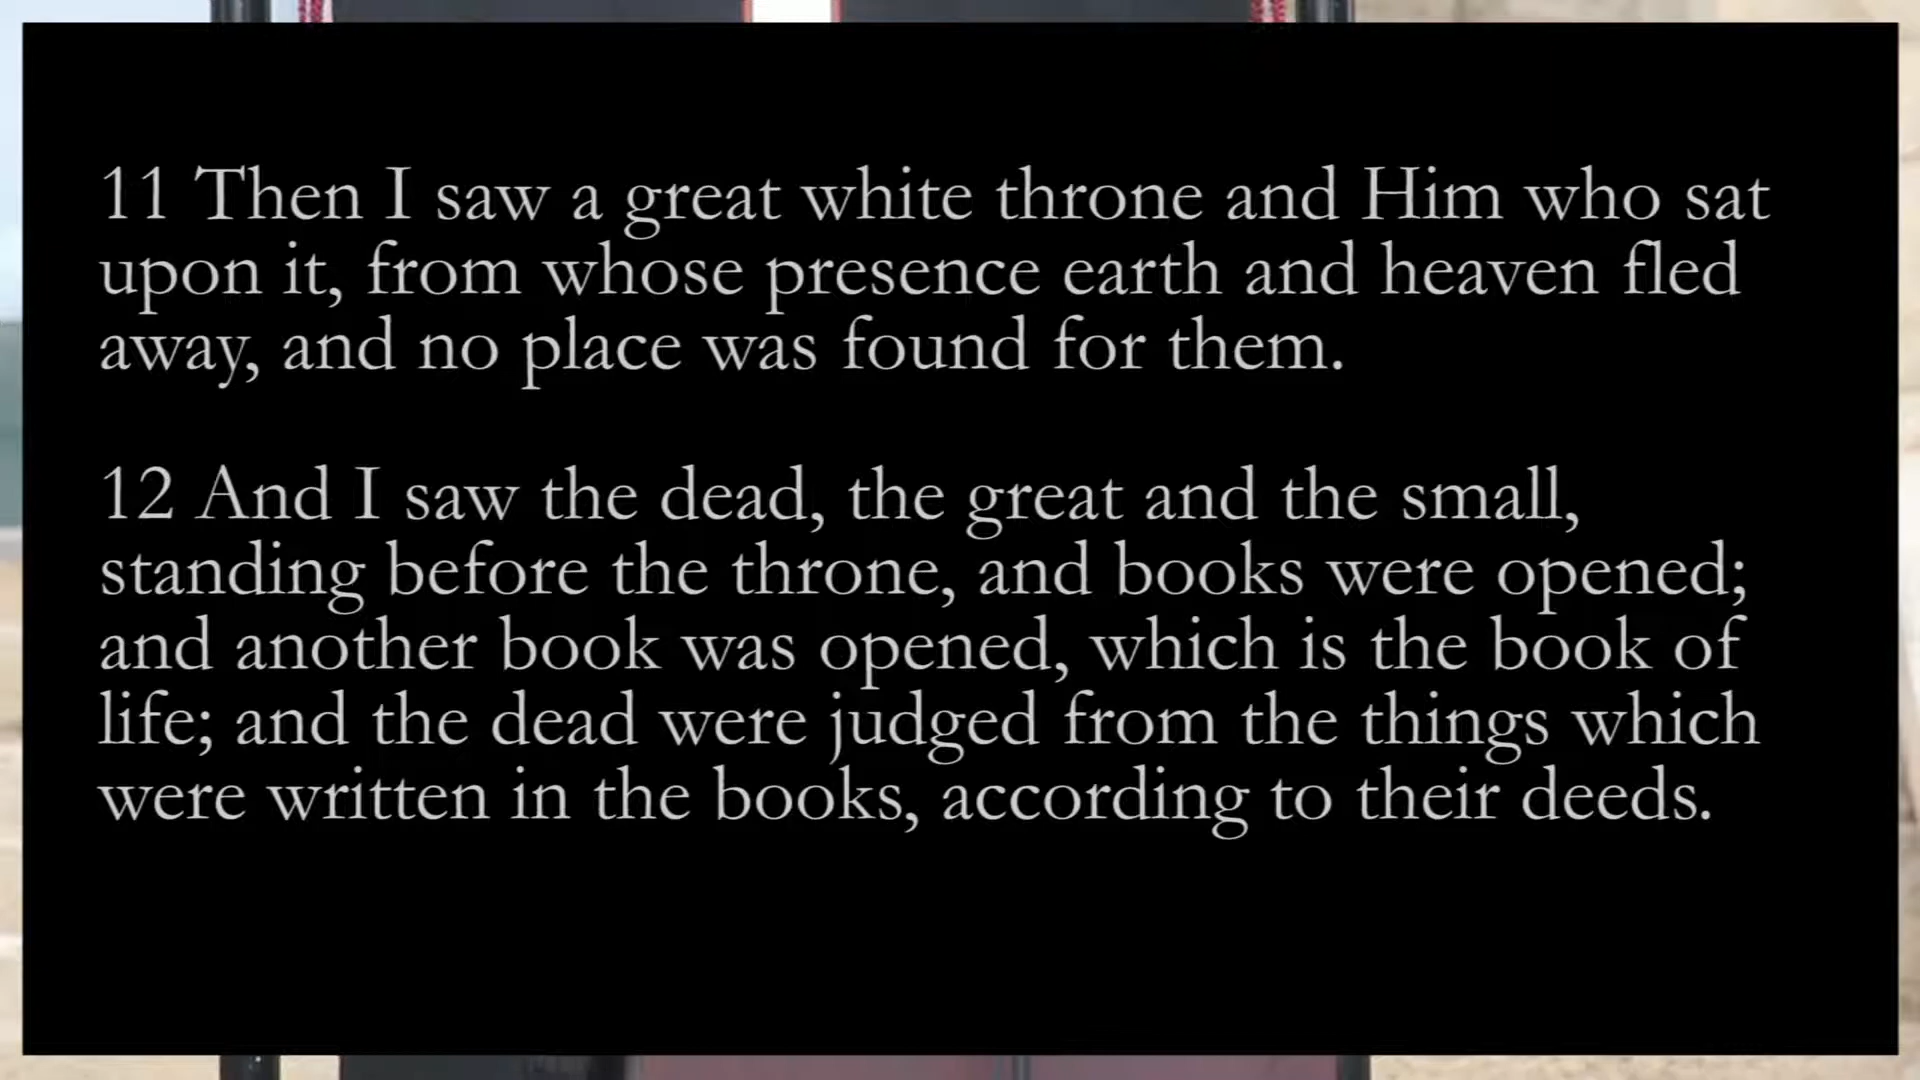 11 Then I saw a great white throne and Him who sat
upon it, from whose presence earth and heaven fled
away, and no place was found for them.
12 And I saw the dead, the great and the small,
standing before the throne, and books were opened;
and another book was opened, which is the book of
life; and the dead were judged from the things which
were written in the books, according to their deeds.